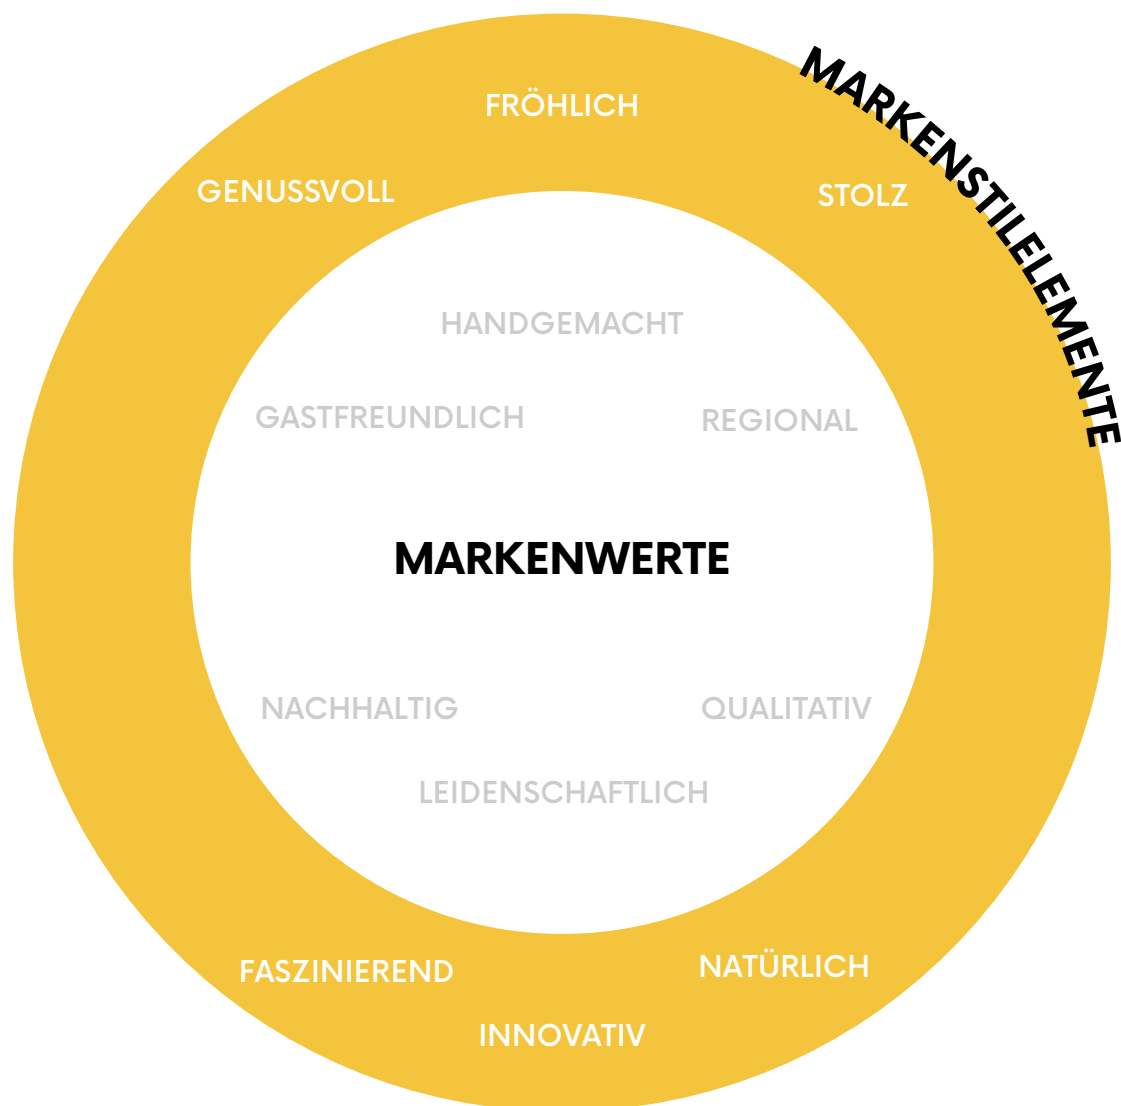 MARKENSTILELEMENTE
FRÖHLICH
GENUSSVOLL
STOLZ
HANDGEMACHT
GASTFREUNDLICH
REGIONAL
MARKENWERTE
NACHHALTIG
QUALITATIV
LEIDENSCHAFTLICH
FASZINIEREND
NATÜRLICH
INNOVATIV